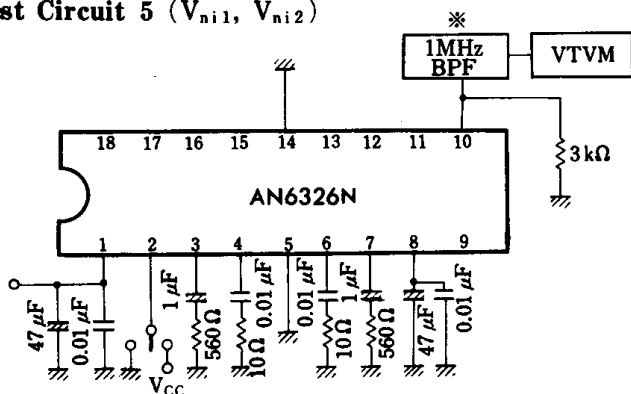 st Circuit 5 (Vni1, Vni2)
※
1MHz
BPF
VTVM
18 17 16 15 14 13 12 11 10
3kΩ
AN6326N
1 2 3 4 5 6 7 8 9
47μF
0.01μF
VCC
1μF
560Ω
0.01μF
10Ω
0.01μF
10Ω
1μF
560Ω
47μF
0.01μF